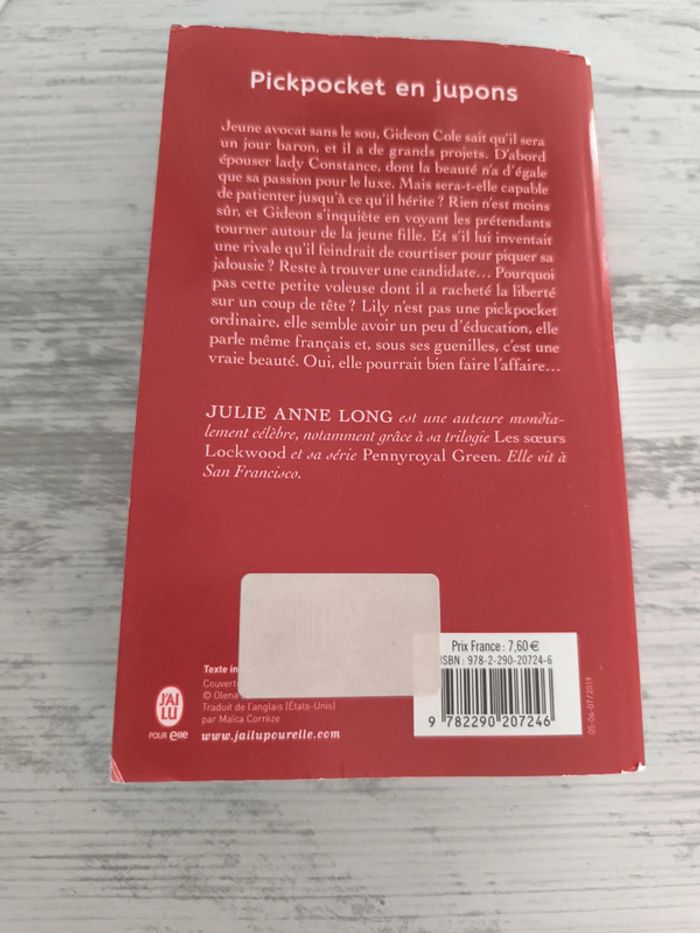 Pickpocket en jupons
Jeune avocat sans le sou, Gideon Cole sait qu'il sera
un jour baron, et il a de grands projets. D'abord
épouser lady Constance, dont la beauté n'a d'égale
que sa passion pour le luxe. Mais sera-t-elle capable
de patienter jusqu'à ce qu'il hérite ? Rien n'est moins
sûr, et Gideon s'inquiète en voyant les prétendants
tourner autour de la jeune fille. Et s'il lui inventait
une rivale qu'il feindrait de courtiser pour piquer sa
jalousie ? Reste à trouver une candidate... Pourquoi
pas cette petite voleuse dont il a racheté la liberté
sur un coup de tête ? Lily n'est pas une pickpocket
ordinaire, elle semble avoir un peu d'éducation, elle
parle même français et, sous ses guenilles, c'est une
vraie beauté. Oui, elle pourrait bien faire l'affaire...
JULIE ANNE LONG est une auteure mondia-
lement célèbre, notamment grâce à sa trilogie Les sœurs
Lockwood et sa série Pennyroyal Green. Elle vit à
San Francisco.
Texte in
Couvert
© Olena
Traduit de l'anglais (États-Unis)
par Maïca Corrèze
www.jailupourelle.com
J'AI
LU
POUR elle
Prix France : 7,60 €
ISBN : 978-2-290-20724-6
9 782290 207246
05-06-07/2019